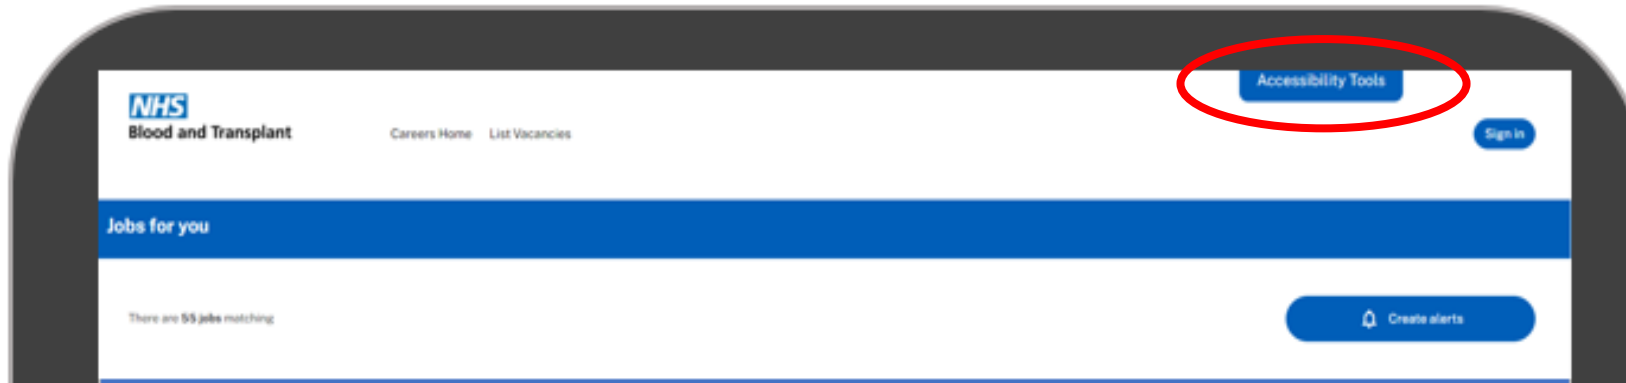 Accessibility Tools
NHS
Blood and Transplant
Careers Home List Vacancies
Sign in
Jobs for you
There are 55 jobs matching
Create alerts